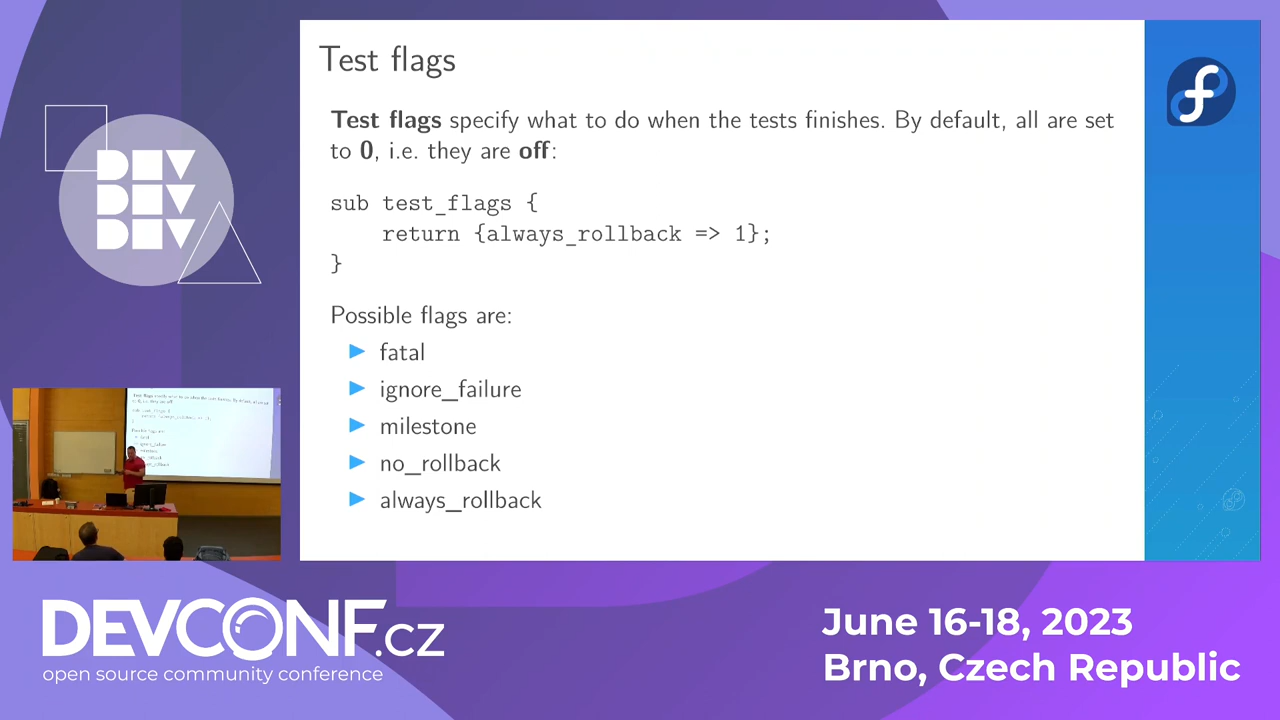 Test flags
Test flags specify what to do when the tests finishes. By default, all are set
to 0, i.e. they are off:
sub test_flags {
return {always_rollback => 1};
}
Possible flags are:
fatal
ignore_failure
milestone
no_rollback
always_rollback
DEV
DEV
DEV
DEVCONF.cz
open source community conference
June 16-18, 2023
Brno, Czech Republic